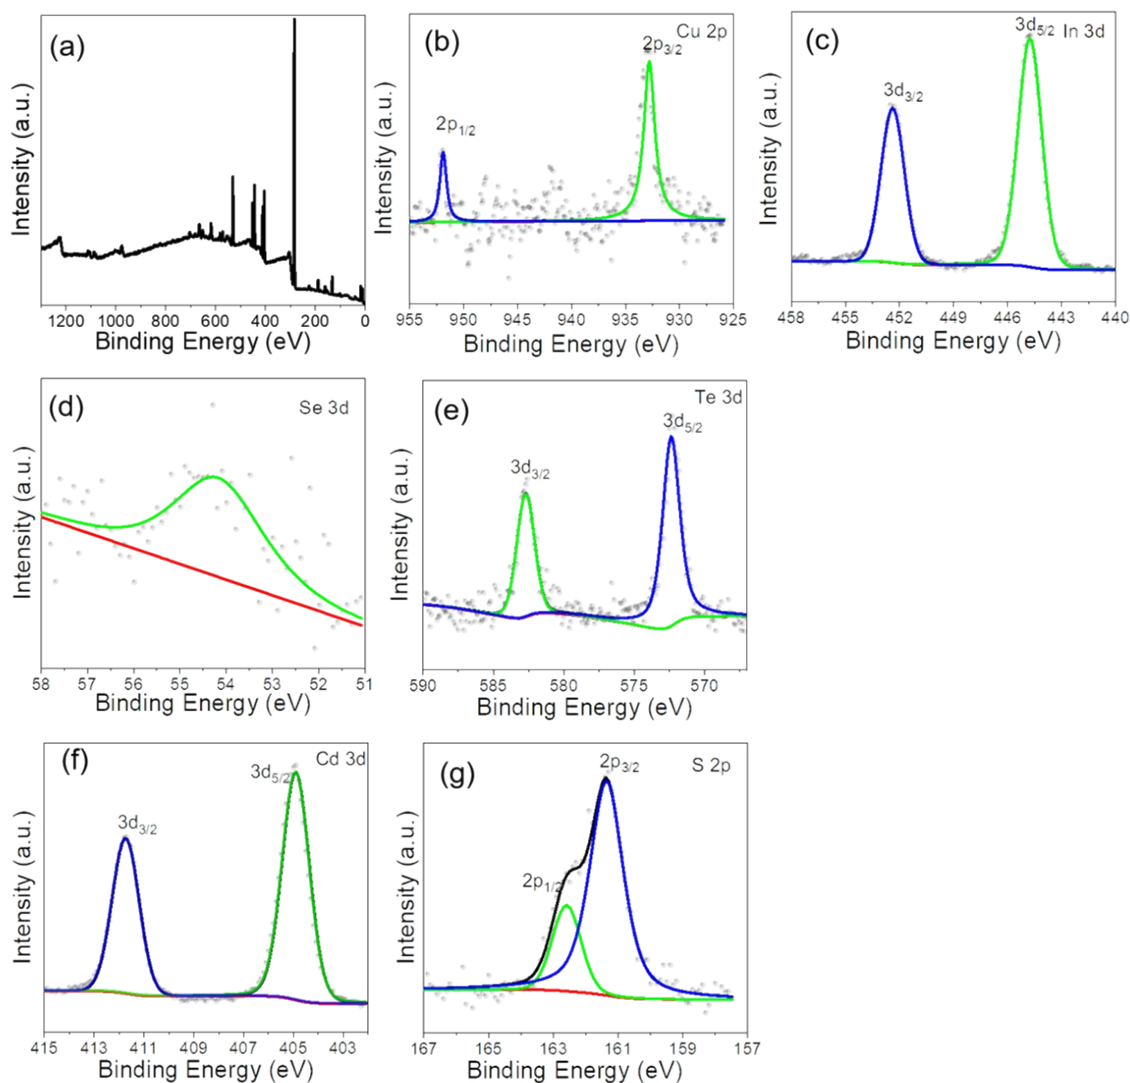 (a)
Intensity (a.u.)
1200 1000 800 600 400 200 0
Binding Energy (eV)
(b)
Cu 2p
2p3/2
2p1/2
Intensity (a.u.)
955 950 945 940 935 930 925
Binding Energy (eV)
(c)
3d5/2 In 3d
3d3/2
Intensity (a.u.)
458 455 452 449 446 443 440
Binding Energy (eV)
(d)
Se 3d
Intensity (a.u.)
58 57 56 55 54 53 52 51
Binding Energy (eV)
(e)
Te 3d
3d5/2
3d3/2
Intensity (a.u.)
590 585 580 575 570
Binding Energy (eV)
(f)
Cd 3d
3d5/2
3d3/2
Intensity (a.u.)
415 413 411 409 407 405 403
Binding Energy (eV)
(g)
2p3/2
S 2p
2p1/2
Intensity (a.u.)
167 165 163 161 159 157
Binding Energy (eV)